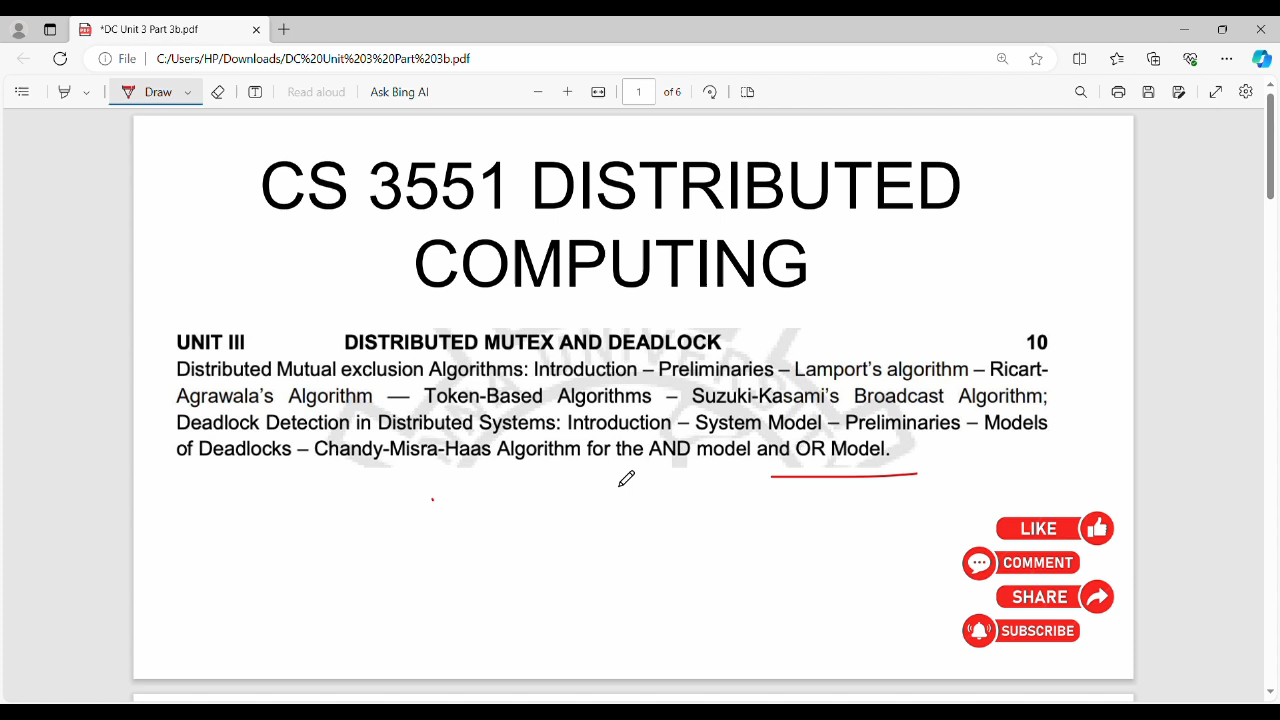 *DC Unit 3 Part 3b.pdf
File C:/Users/HP/Downloads/DC%20Unit%203%20Part%203b.pdf
Draw Read aloud Ask Bing AI 1 of 6
CS 3551 DISTRIBUTED
COMPUTING
UNIT III DISTRIBUTED MUTEX AND DEADLOCK 10
Distributed Mutual exclusion Algorithms: Introduction – Preliminaries – Lamport's algorithm – Ricart-
Agrawala's Algorithm –– Token-Based Algorithms – Suzuki-Kasami's Broadcast Algorithm;
Deadlock Detection in Distributed Systems: Introduction – System Model – Preliminaries – Models
of Deadlocks – Chandy-Misra-Haas Algorithm for the AND model and OR Model.
LIKE
COMMENT
SHARE
SUBSCRIBE